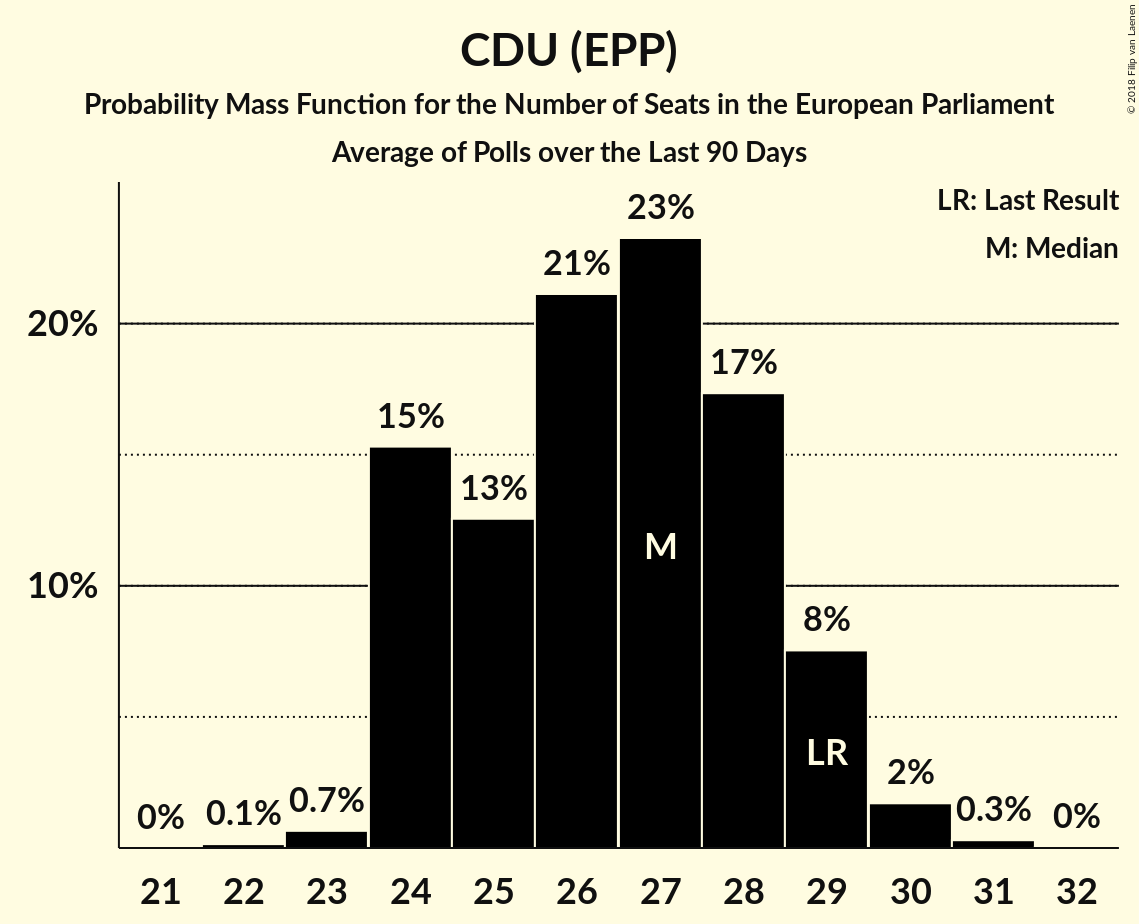 CDU (EPP)
Probability Mass Function for the Number of Seats in the European Parliament
Average of Polls over the Last 90 Days
© 2018 Filip van Laenen
LR: Last Result
M: Median
20%
10%
0%
0.1%
0.7%
15%
13%
21%
23%
17%
8%
2%
0.3%
0%
M
LR
21 22 23 24 25 26 27 28 29 30 31 32